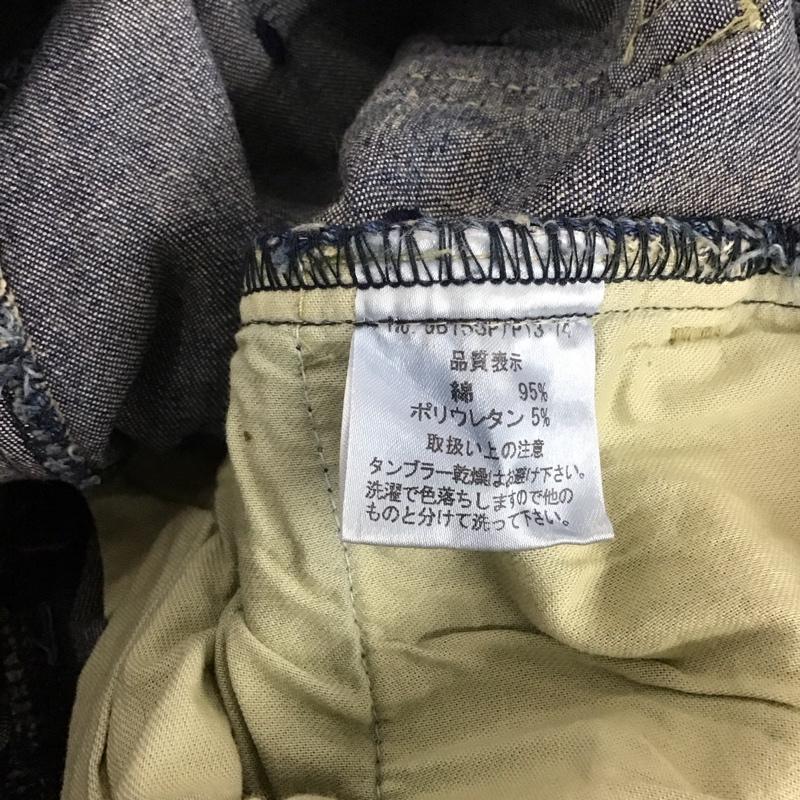 品質表示
綿 95%
ポリウレタン 5%
取扱い上の注意
タンブラー乾燥はお避け下さい。
洗濯で色落ちしますので他の
ものと分けて洗って下さい。